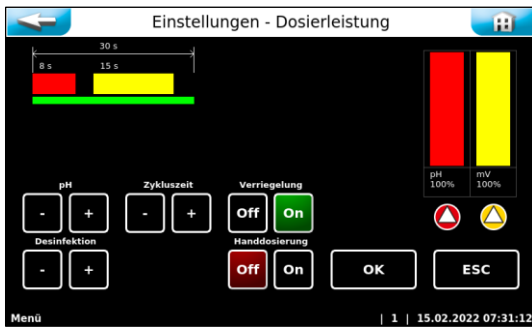 Einstellungen - Dosierleistung
30 s
8 s 15 s
pH 100% mV 100%
pH Zykluszeit Verriegelung
- + - + Off On
Desinfektion Handdosierung
- + Off On OK ESC
Menü | 1 | 15.02.2022 07:31:12